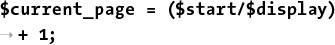 $current_page = ($start/$display)
→ + 1;